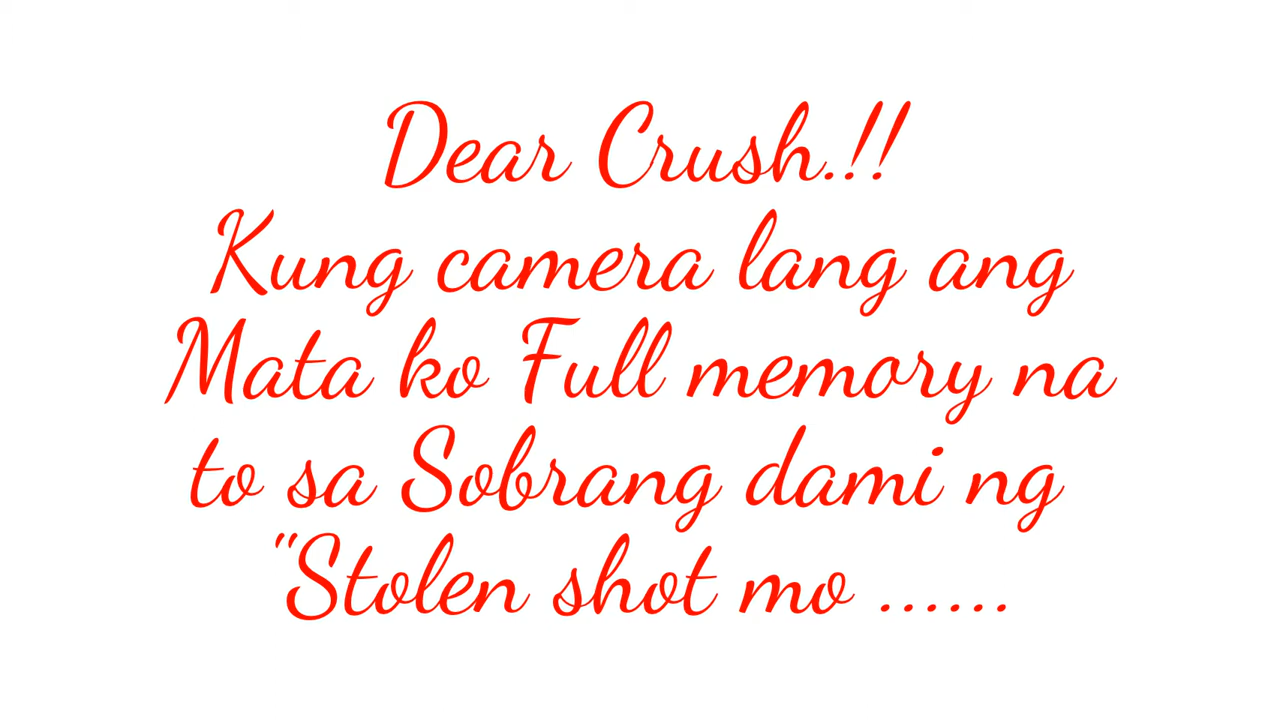 Dear Crush.!!
Kung camera lang ang
Mata ko Full memory na
to sa Sobrang dami ng
"Stolen shot mo ......